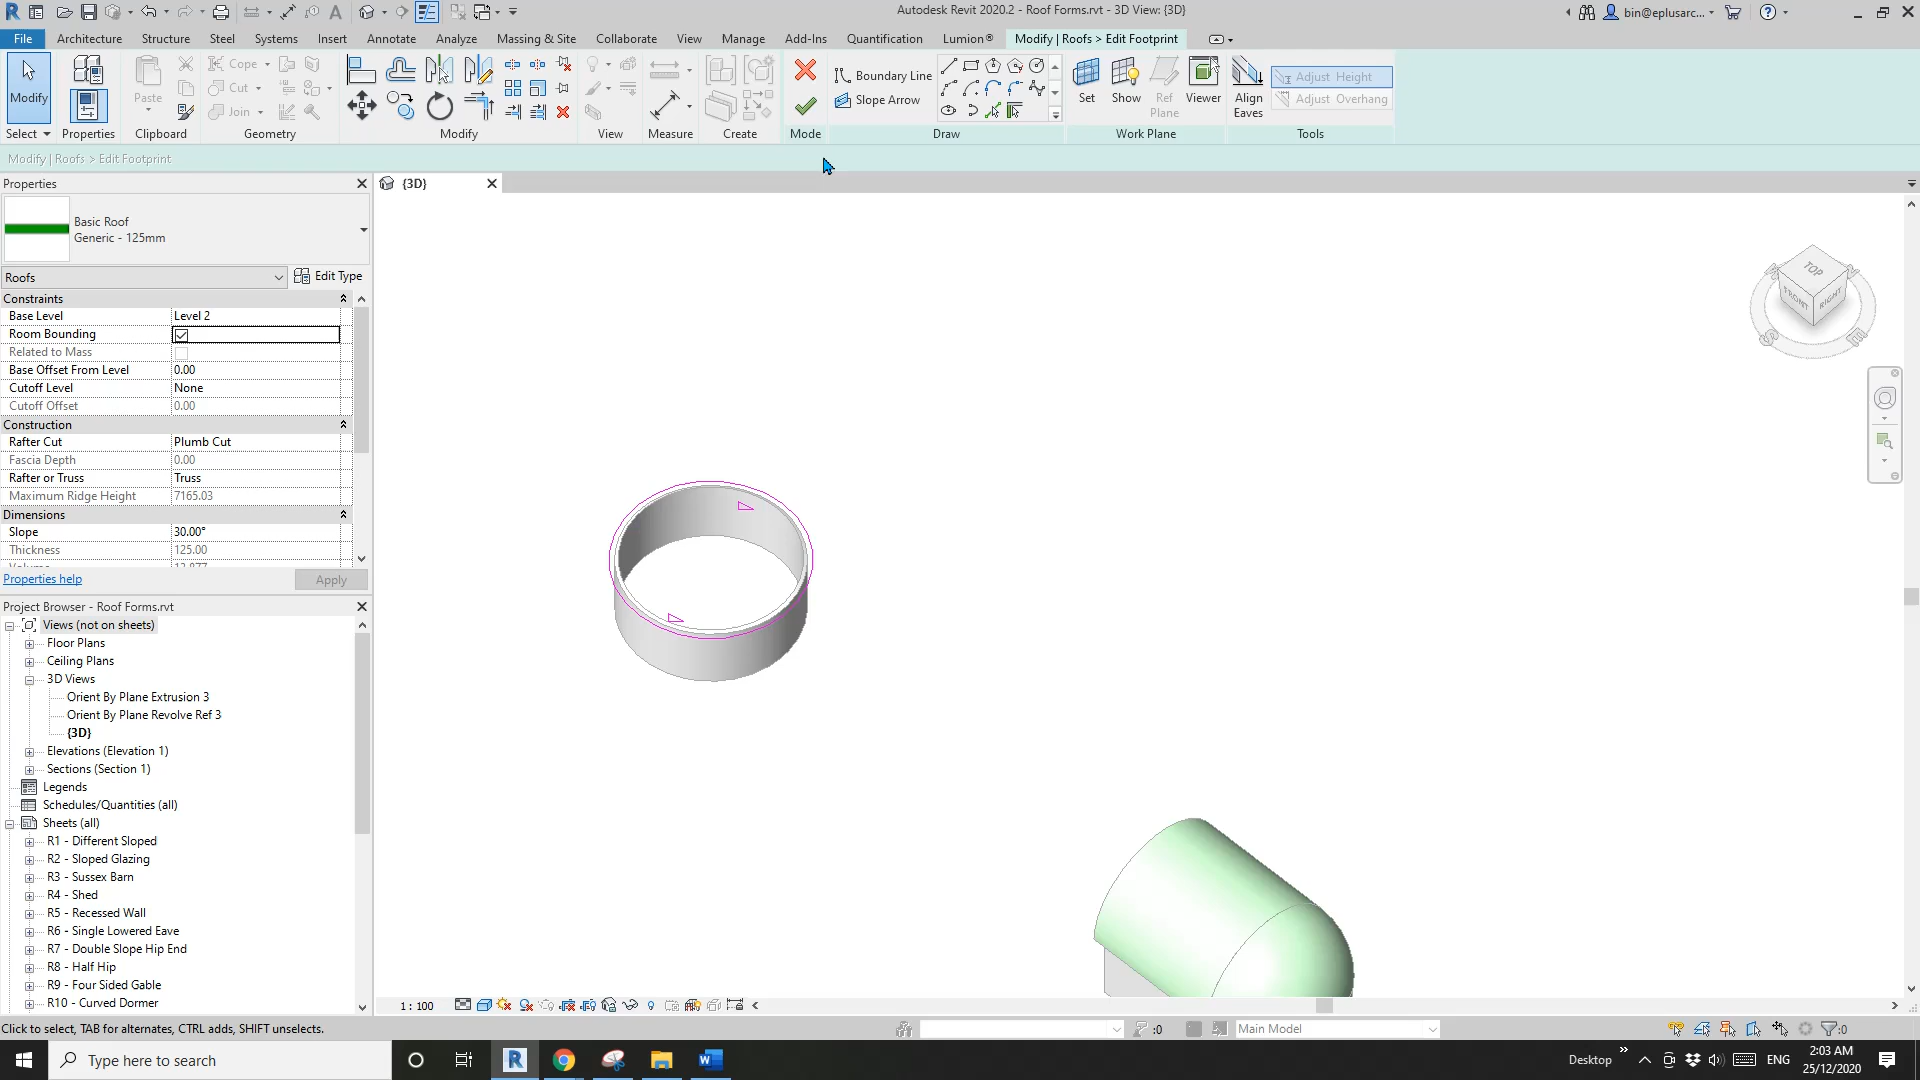 Autodesk Revit 2020.2 - Roof Forms.rvt - 3D View: {3D}
bin@eplusarc...
File Architecture Structure Steel Systems Insert Annotate Analyze Massing & Site Collaborate View Manage Add-Ins Quantification Lumion® Modify | Roofs > Edit Footprint
Modify
Paste
Cope
Cut
Join
Boundary Line
Slope Arrow
Set
Show
Ref Plane
Viewer
Align Eaves
Adjust Height
Adjust Overhang
Select Properties Clipboard Geometry Modify View Measure Create Mode Draw Work Plane Tools
Modify | Roofs > Edit Footprint
Properties
{3D}
Basic Roof
Generic - 125mm
Roofs
Edit Type
Constraints
Base Level Level 2
Room Bounding
Related to Mass
Base Offset From Level 0.00
Cutoff Level None
Cutoff Offset 0.00
Construction
Rafter Cut Plumb Cut
Fascia Depth 0.00
Rafter or Truss Truss
Maximum Ridge Height 7165.03
Dimensions
Slope 30.00°
Thickness 125.00
Properties help
Apply
TOP
FRONT
RIGHT
S
E
Project Browser - Roof Forms.rvt
Views (not on sheets)
Floor Plans
Ceiling Plans
3D Views
Orient By Plane Extrusion 3
Orient By Plane Revolve Ref 3
{3D}
Elevations (Elevation 1)
Sections (Section 1)
Legends
Schedules/Quantities (all)
Sheets (all)
R1 - Different Sloped
R2 - Sloped Glazing
R3 - Sussex Barn
R4 - Shed
R5 - Recessed Wall
R6 - Single Lowered Eave
R7 - Double Slope Hip End
R8 - Half Hip
R9 - Four Sided Gable
R10 - Curved Dormer
1 : 100
Click to select, TAB for alternates, CTRL adds, SHIFT unselects.
:0
Main Model
:0
Type here to search
Desktop
ENG
2:03 AM
25/12/2020